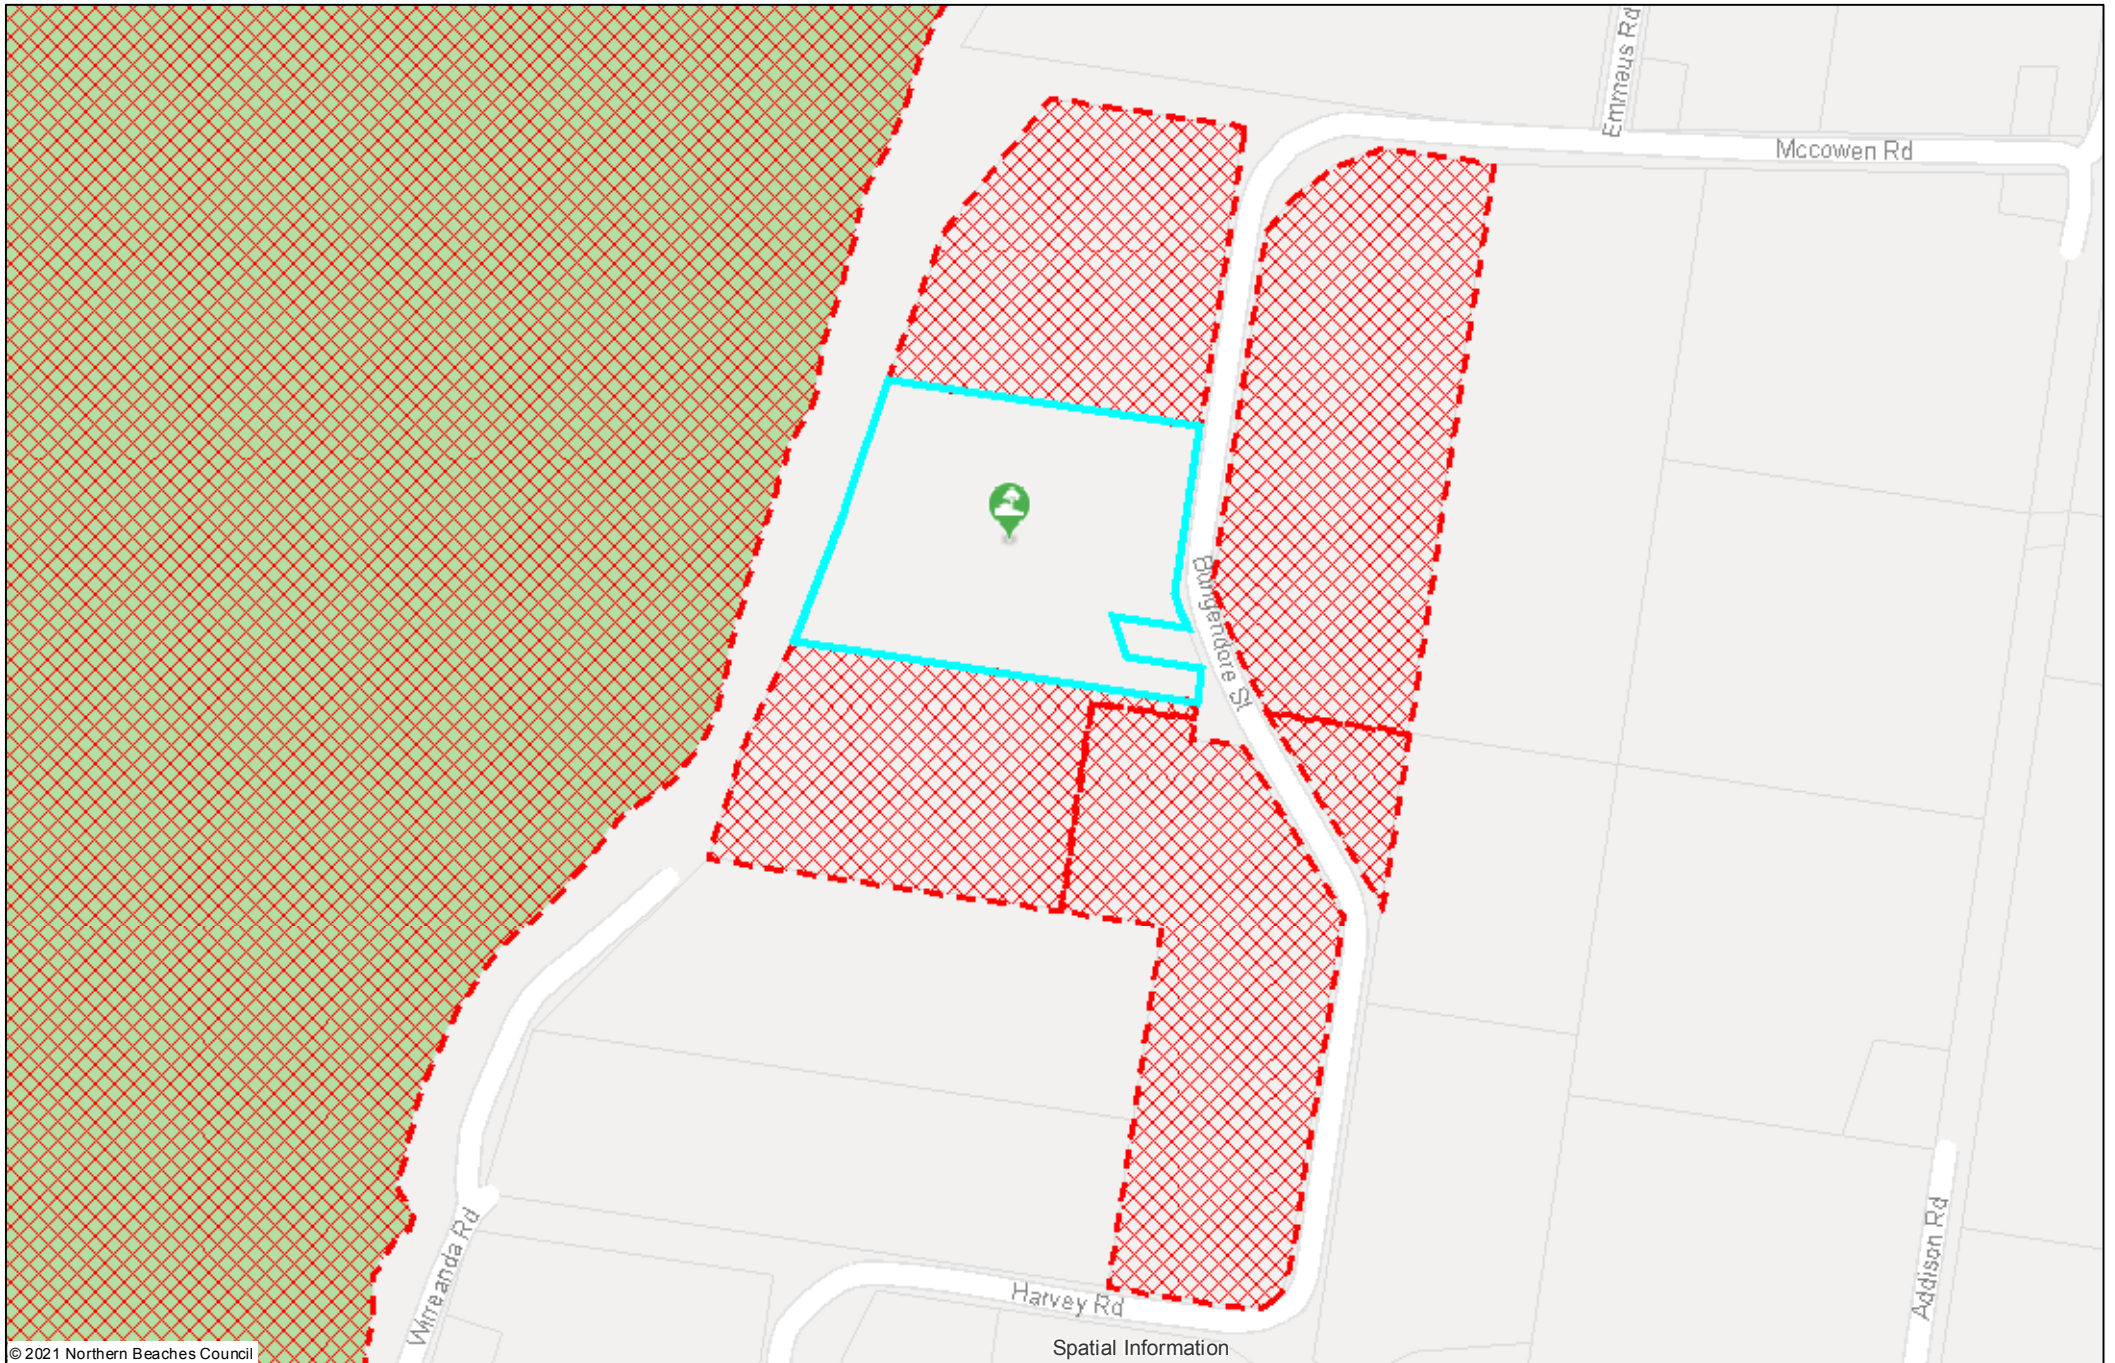 Emmaus Rd
Mccowen Rd
Bungendore St
Addison Rd
Wirreanda Rd
Harvey Rd
Spatial Information
© 2021 Northern Beaches Council